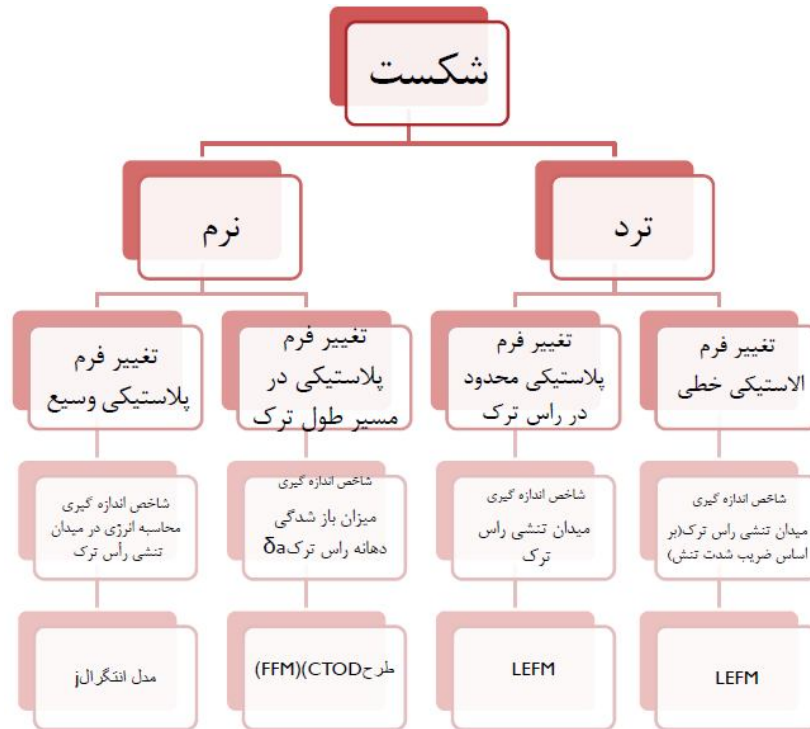 شکست
ترد
نرم
تغییر فرم
الاستیکی خطی
تغییر فرم
پلاستیکی محدود
در راس ترک
تغییر فرم
پلاستیکی در
مسیر طول ترک
تغییر فرم
پلاستیکی وسیع
شاخص اندازه گیری
میدان تنشی راس ترک(بر
اساس ضریب شدت تنش)
شاخص اندازه گیری
میدان تنشی راس
ترک
شاخص اندازه گیری
میزان باز شدگی
دهانه راس ترکδa
شاخص اندازه گیری
محاسبه انرژی در میدان
تنشی رأس ترک
LEFM
LEFM
طرحCTOD)(FFM)
مدل انتگرالj